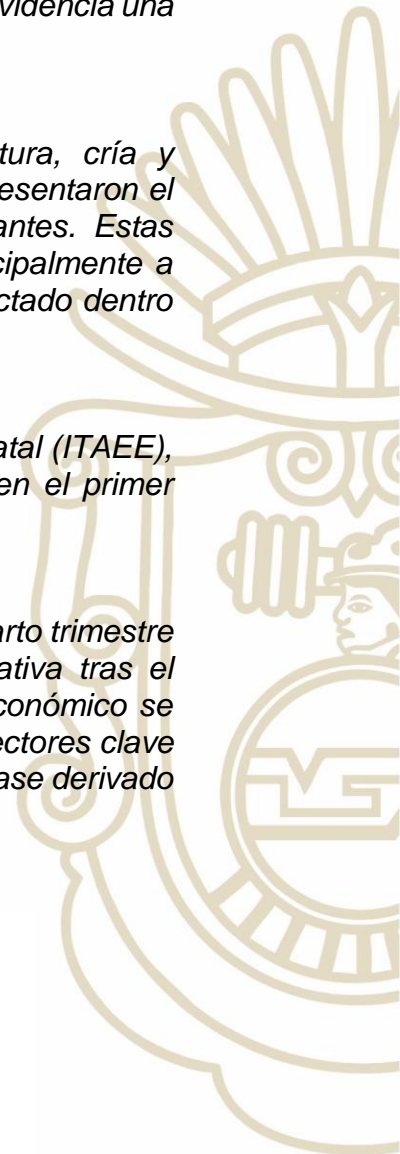 videncia una
tura, cría y
esentaron el
antes. Estas
cipalmente a
ctado dentro
atal (ITAEE),
en el primer
arto trimestre
ativa tras el
conómico se
ectores clave
ase derivado